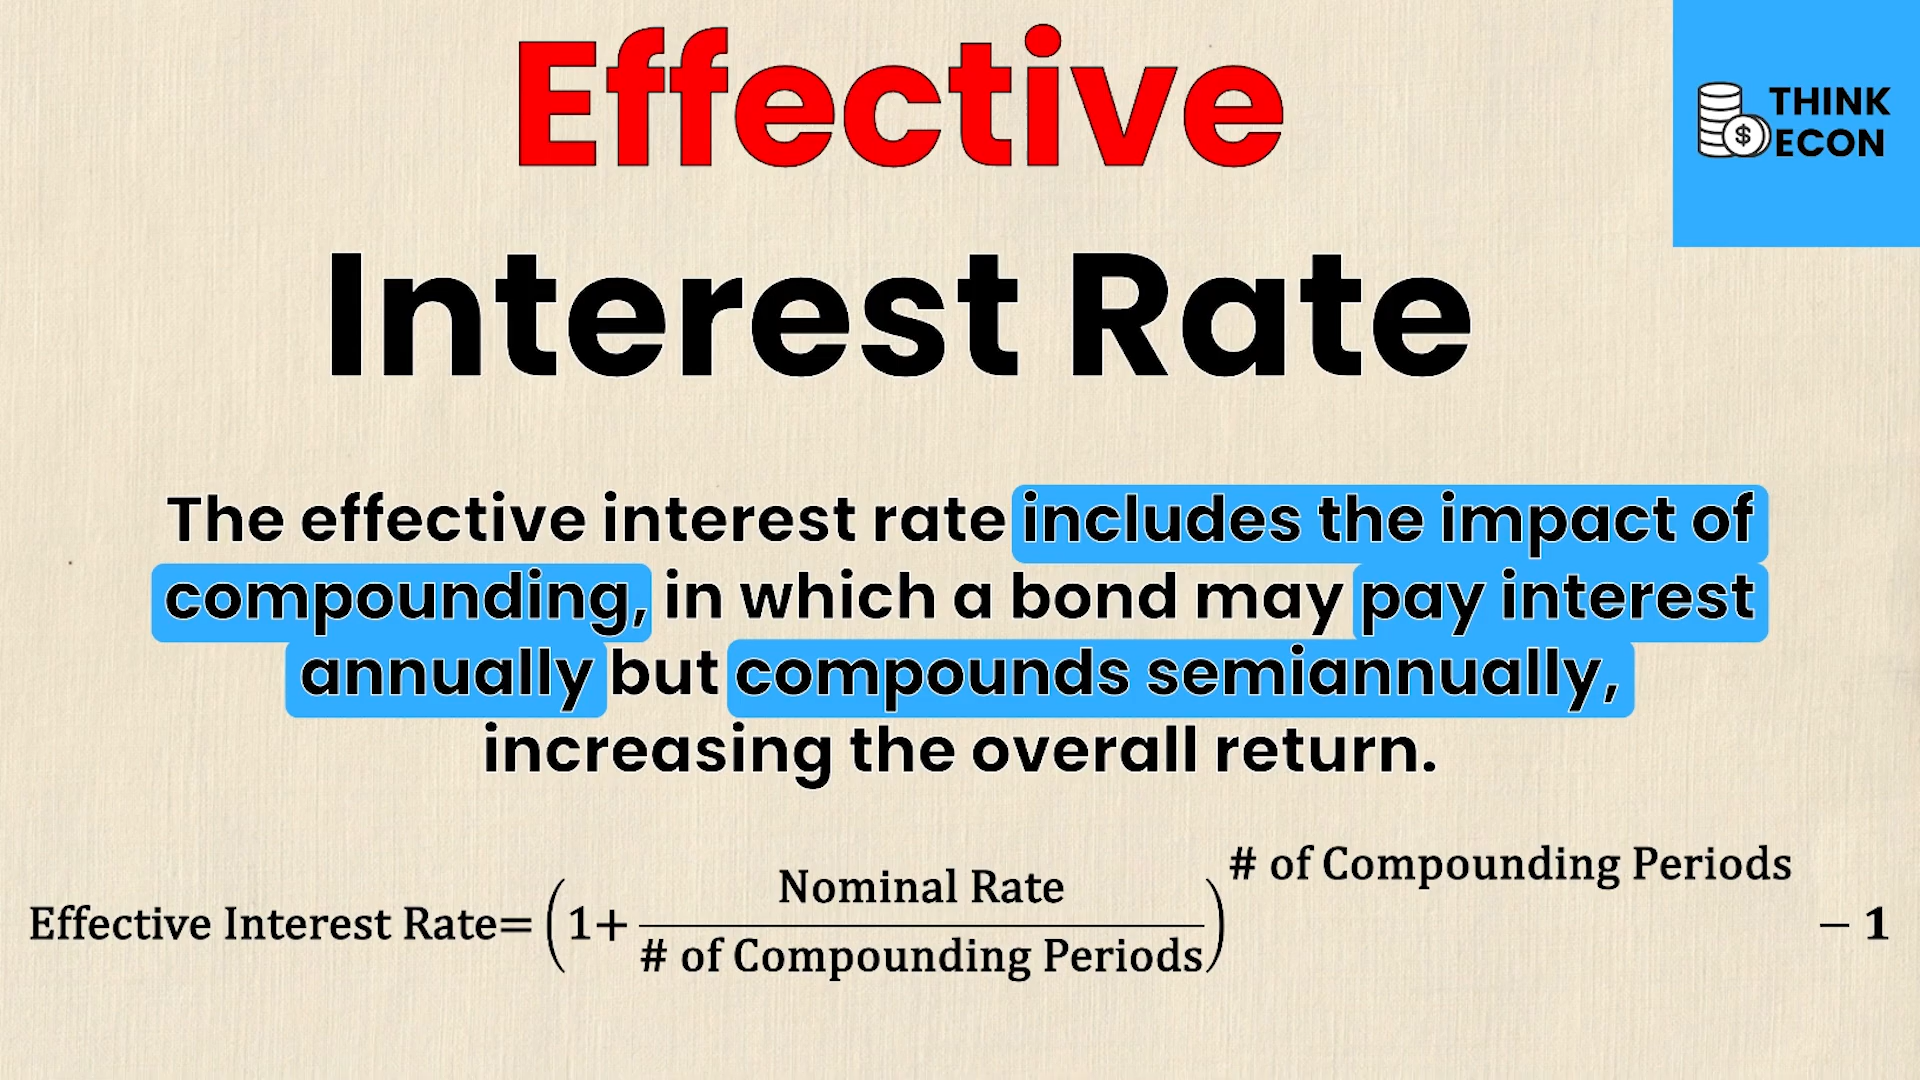 Effective
THINK
ECON
Interest Rate
The effective interest rate includes the impact of
compounding, in which a bond may pay interest
annually but compounds semiannually,
increasing the overall return.
Effective Interest Rate= (1+ Nominal Rate / # of Compounding Periods) # of Compounding Periods − 1